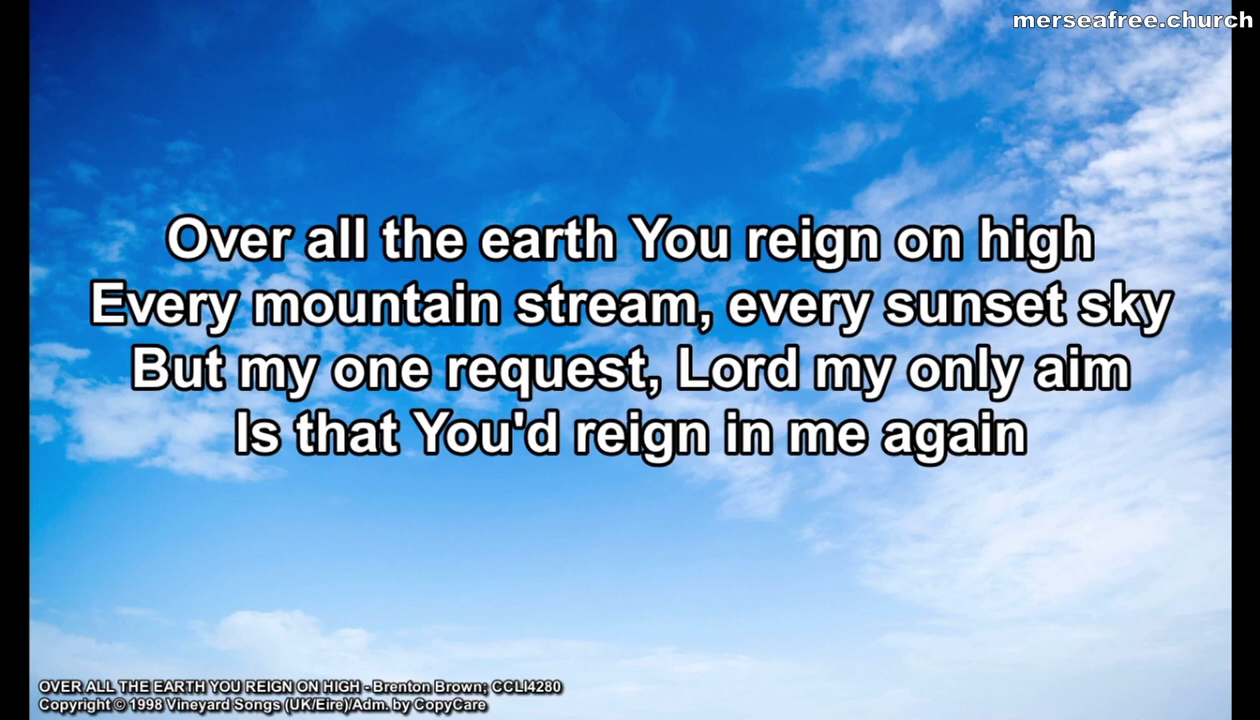 merseafree.church
Over all the earth You reign on high
Every mountain stream, every sunset sky
But my one request, Lord my only aim
Is that You'd reign in me again
OVER ALL THE EARTH YOU REIGN ON HIGH - Brenton Brown; CCLI4280
Copyright © 1998 Vineyard Songs (UK/Eire)/Adm. by CopyCare